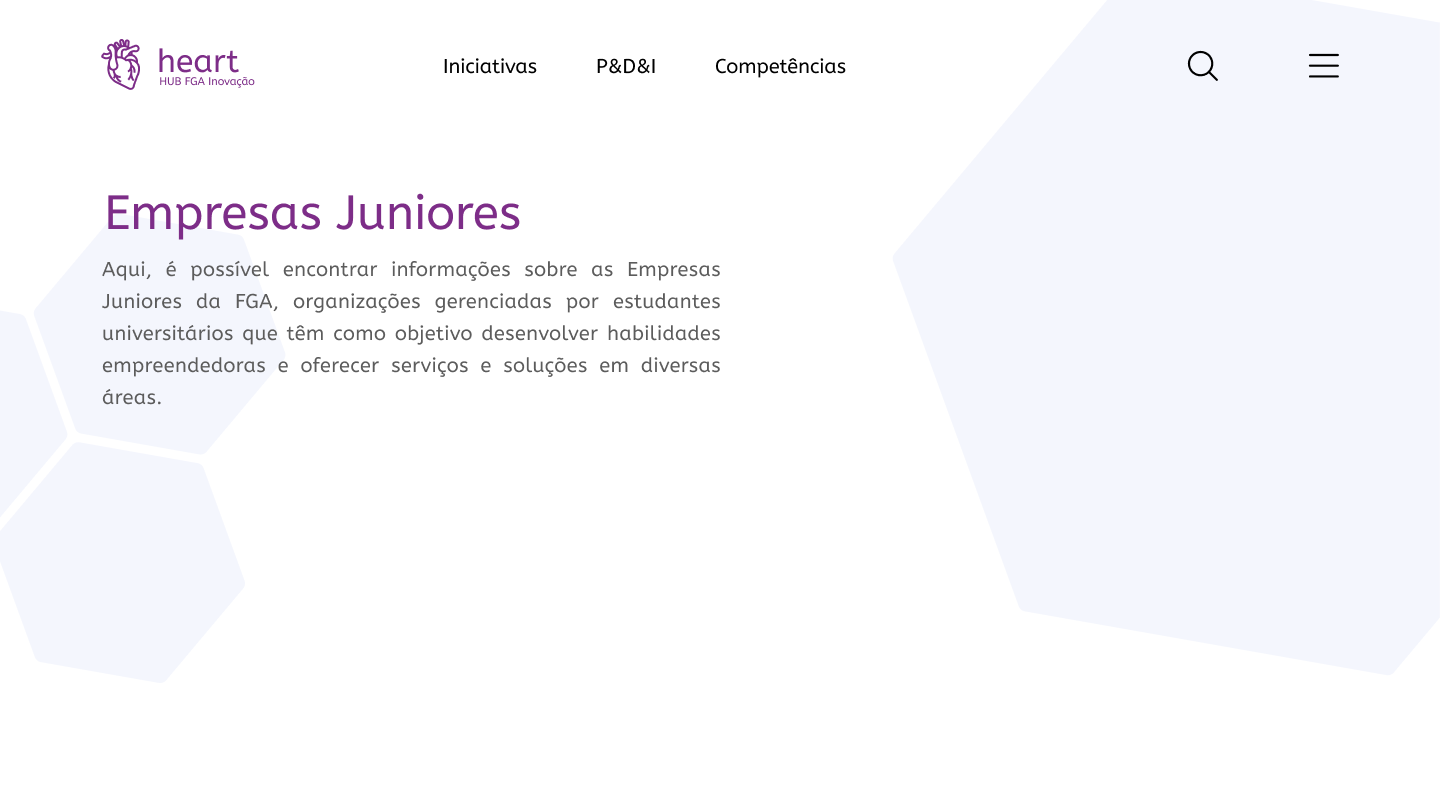 heart
HUB FGA Inovação
Iniciativas
P&D&I
Competências
Empresas Juniores
Aqui, é possível encontrar informações sobre as Empresas
Juniores da FGA, organizações gerenciadas por estudantes
universitários que têm como objetivo desenvolver habilidades
empreendedoras e oferecer serviços e soluções em diversas
áreas.